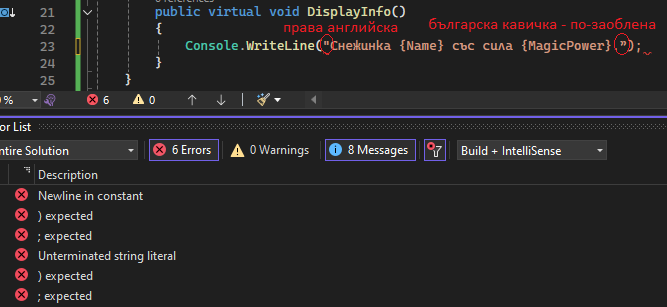 0 references
21 public virtual void DisplayInfo()
права английска българска кавичка - по-заоблена
22 {
23 Console.WriteLine("Снежинка {Name} със сила {MagicPower} ”);
24 }
25 }
0 % 6 0
or List
ntire Solution 6 Errors 0 Warnings 8 Messages Build + IntelliSense
Description
Newline in constant
) expected
; expected
Unterminated string literal
) expected
; expected